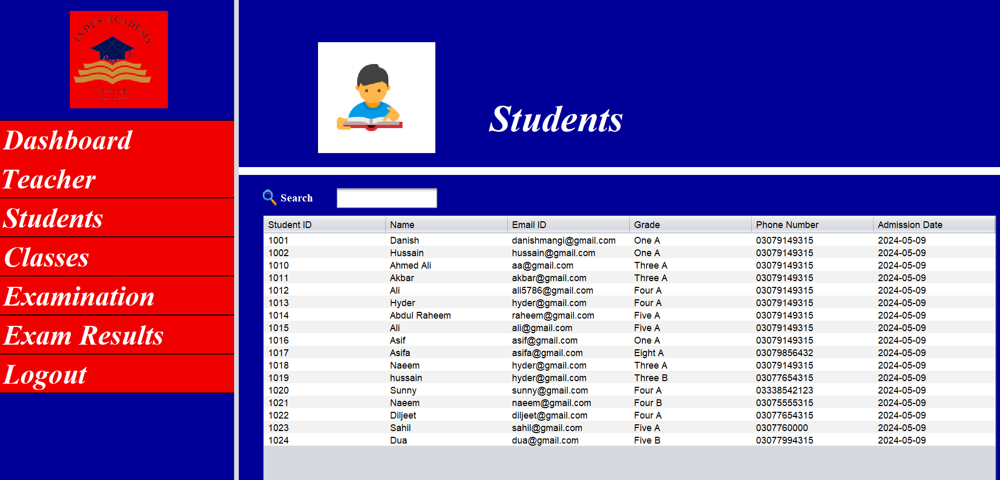 INDUS ACADEMY
Dashboard
Teacher
Students
Classes
Examination
Exam Results
Logout
Students
Search
Student ID Name Email ID Grade Phone Number Admission Date
1001 Danish danishmangi@gmail.com One A 03079149315 2024-05-09
1002 Hussain hussain@gmail.com One A 03079149315 2024-05-09
1010 Ahmed Ali aa@gmail.com Three A 03079149315 2024-05-09
1011 Akbar akbar@gmail.com Three A 03079149315 2024-05-09
1012 Ali ali5786@gmail.com Four A 03079149315 2024-05-09
1013 Hyder hyder@gmail.com Four A 03079149315 2024-05-09
1014 Abdul Raheem raheem@gmail.com Five A 03079149315 2024-05-09
1015 Ali ali@gmail.com Five A 03079149315 2024-05-09
1016 Asif asif@gmail.com One A 03079149315 2024-05-09
1017 Asifa asifa@gmail.com Eight A 03079856432 2024-05-09
1018 Naeem hyder@gmail.com Three A 03079149315 2024-05-09
1019 hussain hyder@gmail.com Three B 03077654315 2024-05-09
1020 Sunny sunny@gmail.com Four A 03338542123 2024-05-09
1021 Naeem naeem@gmail.com Four B 03075555315 2024-05-09
1022 Diljeet diljeet@gmail.com Four A 03077654315 2024-05-09
1023 Sahil sahil@gmail.com Five A 0307760000 2024-05-09
1024 Dua dua@gmail.com Five B 03077994315 2024-05-09